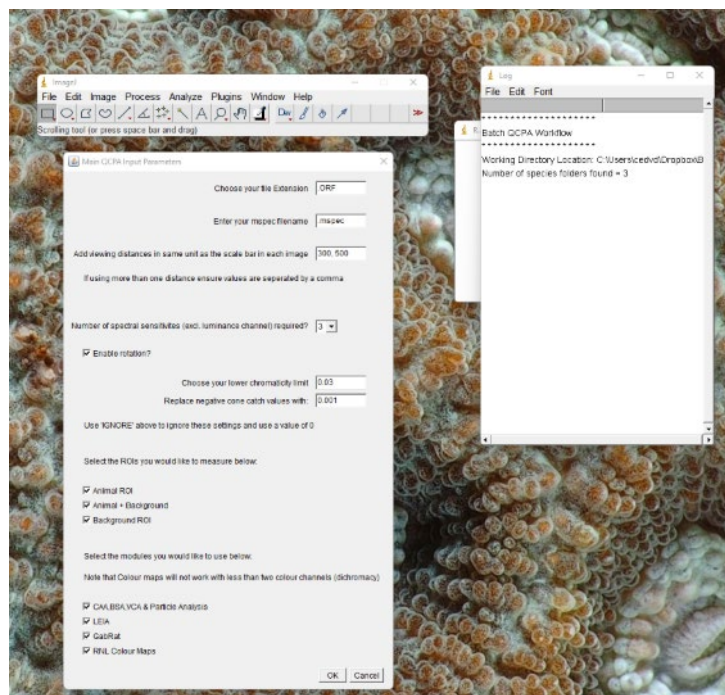 ImageJ
File Edit Image Process Analyze Plugins Window Help
Dev
Scrolling tool (or press space bar and drag)
Main QCPA Input Parameters
Choose your file Extension .ORF
Enter your mspec filename .mspec
Add viewing distances in same unit as the scale bar in each image 300, 500
If using more than one distance ensure values are seperated by a comma
Number of spectral sensitivites (excl. luminance channel) required? 3
Enable rotation?
Choose your lower chromaticity limit 0.03
Replace negative cone catch values with: 0.001
Use 'IGNORE' above to ignore these settings and use a value of 0
Select the ROIs you would like to measure below:
Animal ROI
Animal + Background
Background ROI
Select the modules you would like to use below:
Note that Colour maps will not work with less than two colour channels (dichromacy)
CAA,BSA,VCA & Particle Analysis
LEIA
GabRat
RNL Colour Maps
OK Cancel
Log
File Edit Font
**********************
Batch QCPA Workflow
**********************
Working Directory Location: C:\Users\cedvd\Dropbox\B
Number of species folders found = 3